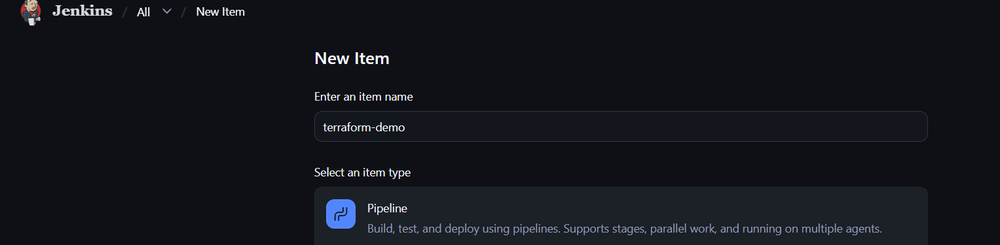 Jenkins / All / New Item
New Item
Enter an item name
terraform-demo
Select an item type
Pipeline
Build, test, and deploy using pipelines. Supports stages, parallel work, and running on multiple agents.